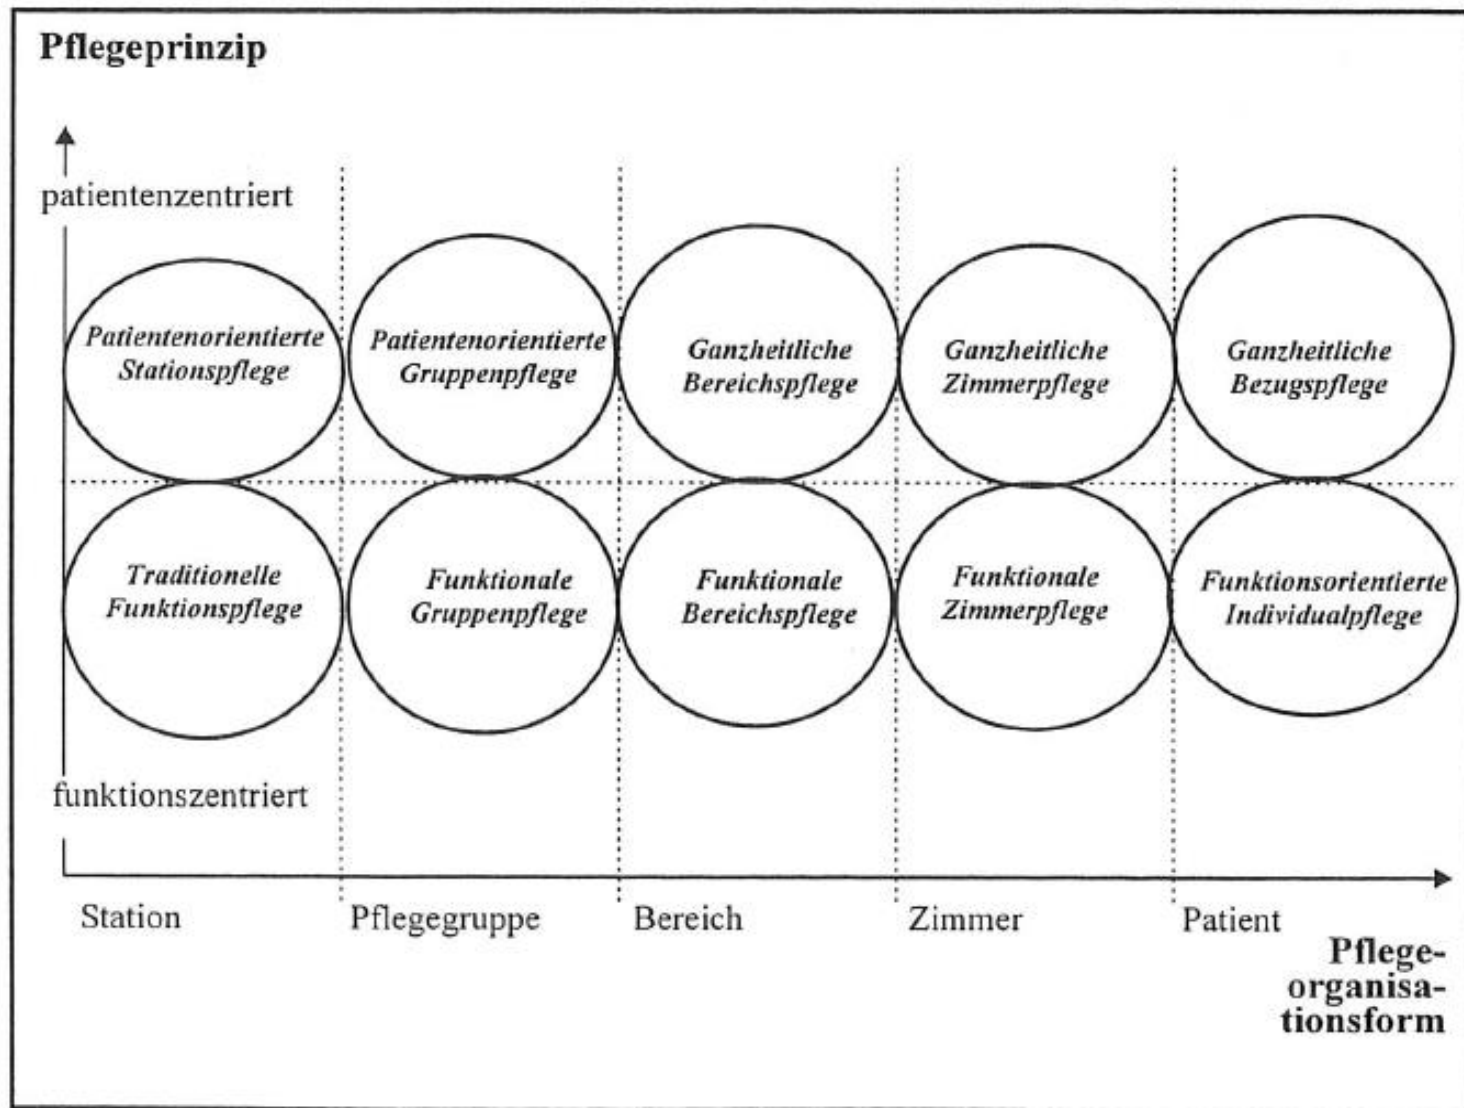 Pflegeprinzip
patientenzentriert
Patientenorientierte
Stationspflege
Patientenorientierte
Gruppenpflege
Ganzheitliche
Bereichspflege
Ganzheitliche
Zimmerpflege
Ganzheitliche
Bezugspflege
Traditionelle
Funktionspflege
Funktionale
Gruppenpflege
Funktionale
Bereichspflege
Funktionale
Zimmerpflege
Funktionsorientierte
Individualpflege
funktionszentriert
Station
Pflegegruppe
Bereich
Zimmer
Patient
Pflege-
organisa-
tionsform